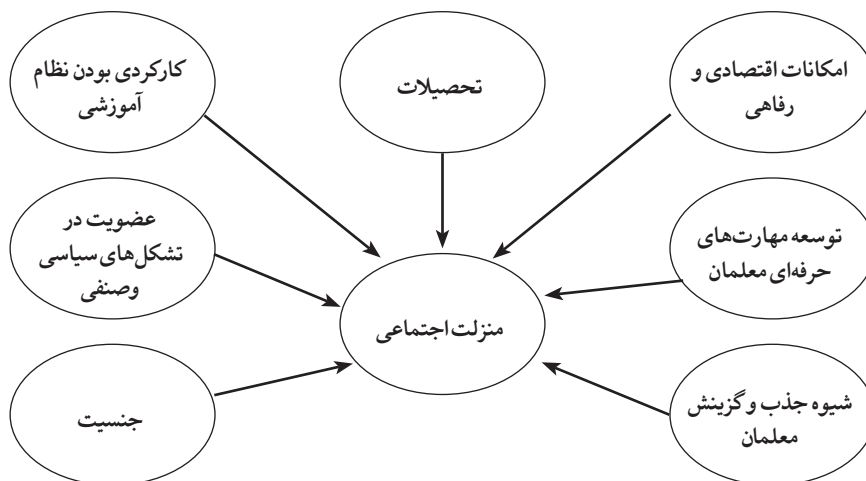 امکانات اقتصادی و
رفاهی
تحصیلات
کارکردی بودن نظام
آموزشی
توسعه مهارت‌های
حرفه‌ای معلمان
عضویت در
تشکل‌های سیاسی
وصنفی
منزلت اجتماعی
شیوه جذب و گزینش
معلمان
جنسیت